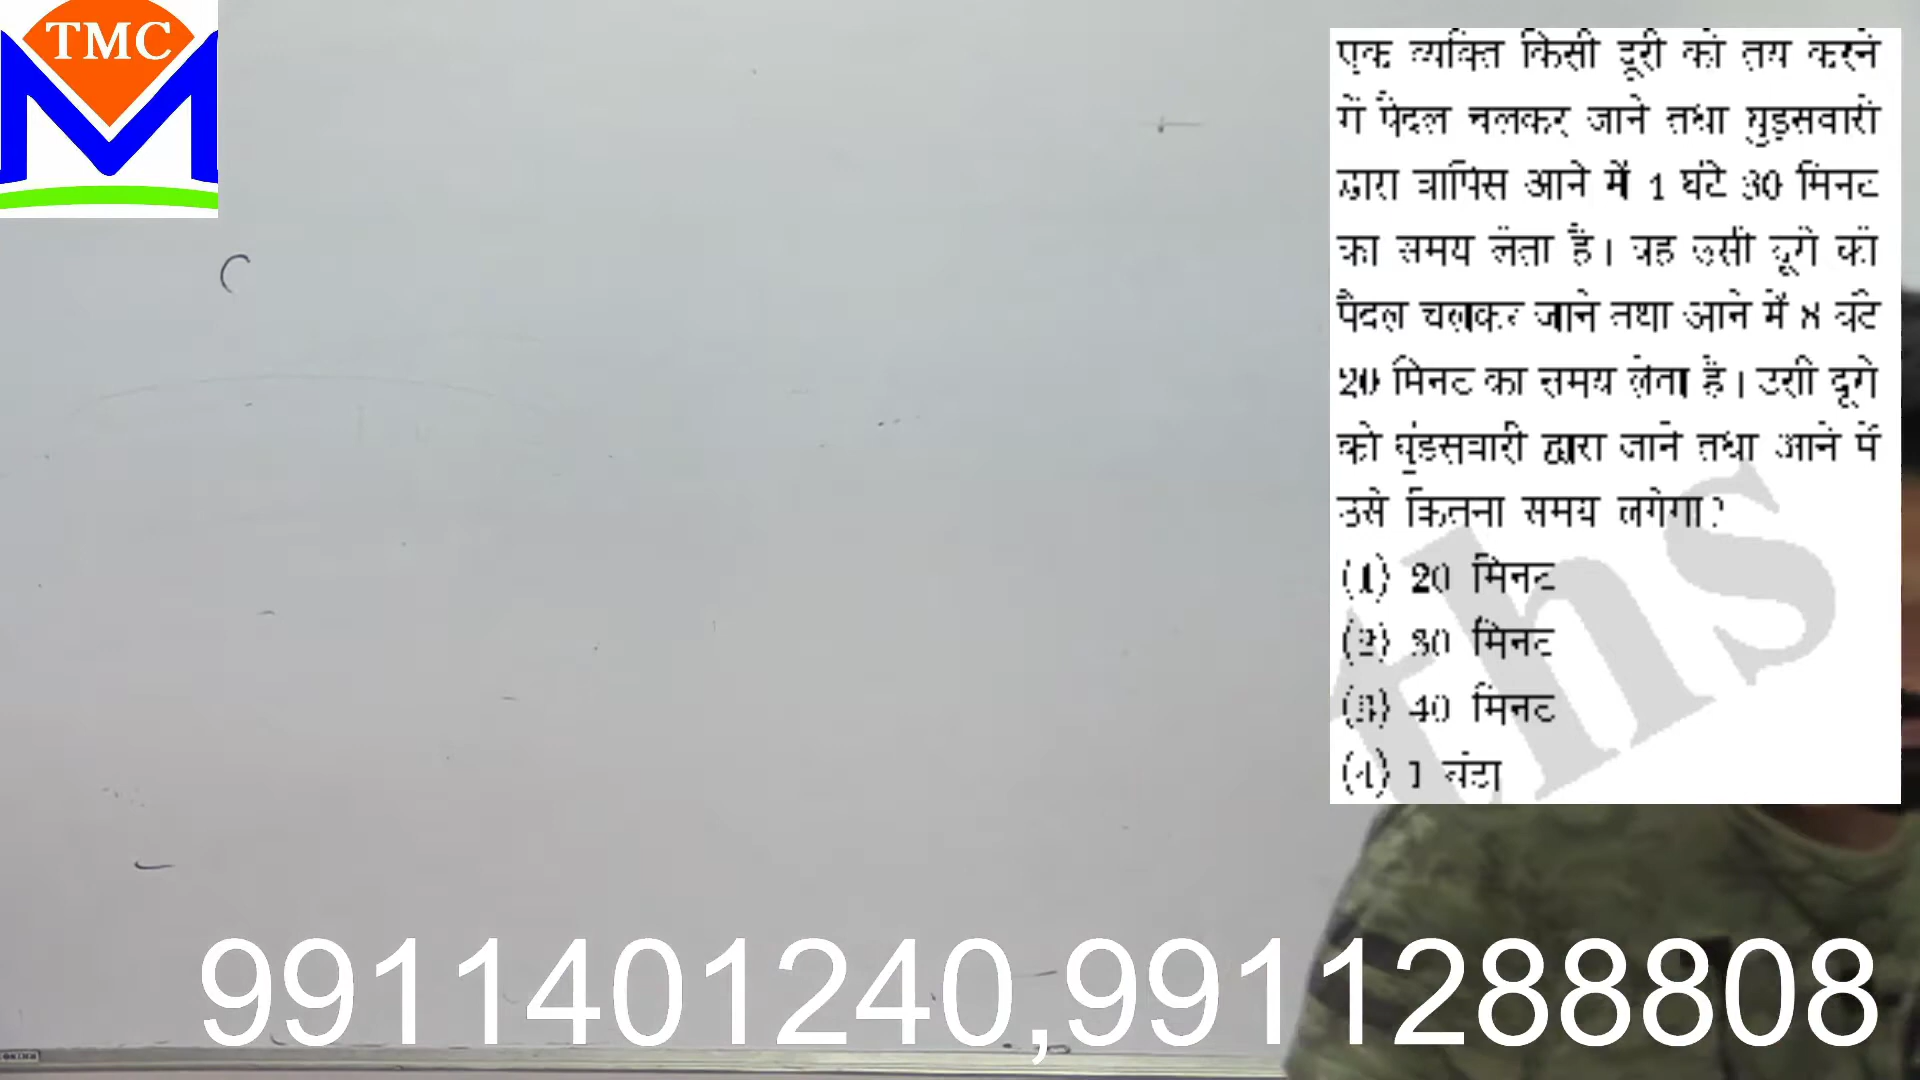 TMC
एक व्यक्ति किसी दूरी को तय करने
में पैदल चलकर जाने तथा घुड़सवारी
द्वारा वापिस आने में 1 घंटे 30 मिनट
का समय लेता है। वह उसी दूरी को
पैदल चलकर जाने तथा आने में घंटे
20 मिनट का समय लेता है। उसी दूरी
को घुड़सवारी द्वारा जाने तथा आने में
उसे कितना समय लगेगा?
(1) 20 मिनट
(2) 30 मिनट
(3) 40 मिनट
(4) 1 घंटा
ths
9911401240,9911288808